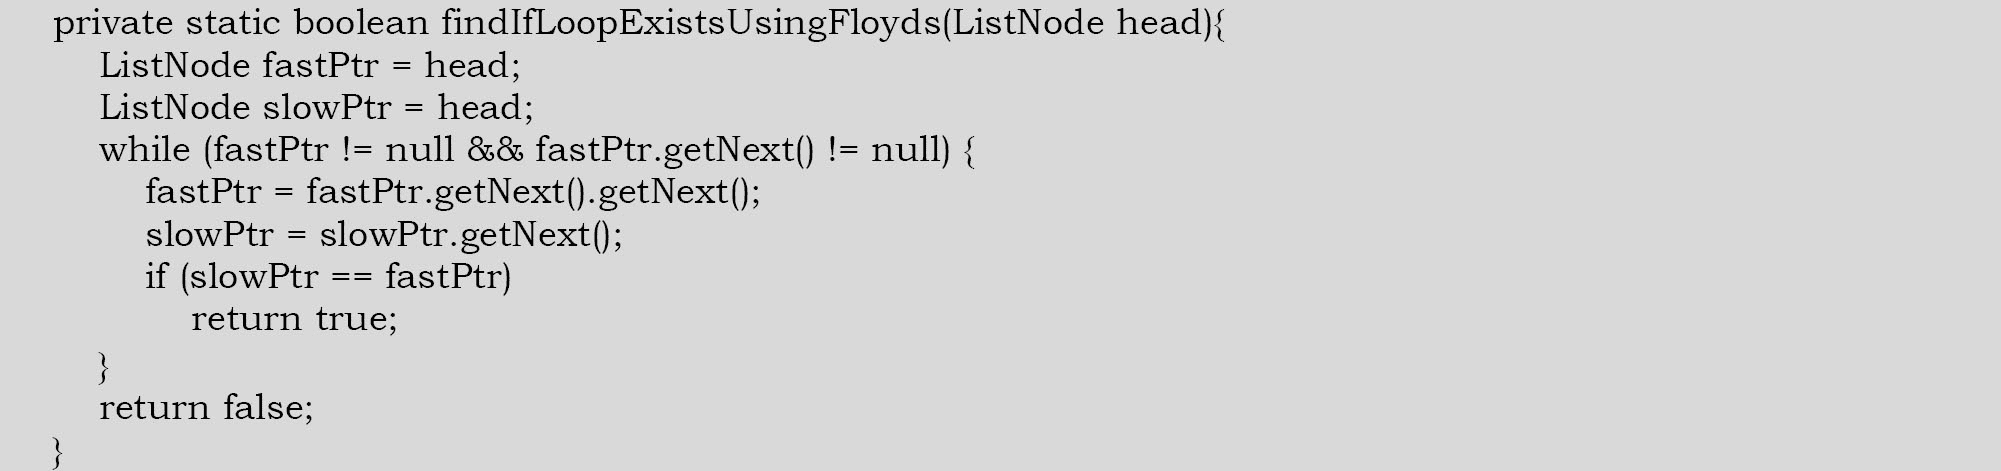 private static boolean findIfLoopExistsUsingFloyds(ListNode head){
ListNode fastPtr = head;
ListNode slowPtr = head;
while (fastPtr != null && fastPtr.getNext() != null) {
fastPtr = fastPtr.getNext().getNext();
slowPtr = slowPtr.getNext();
if (slowPtr == fastPtr)
return true;
}
return false;
}